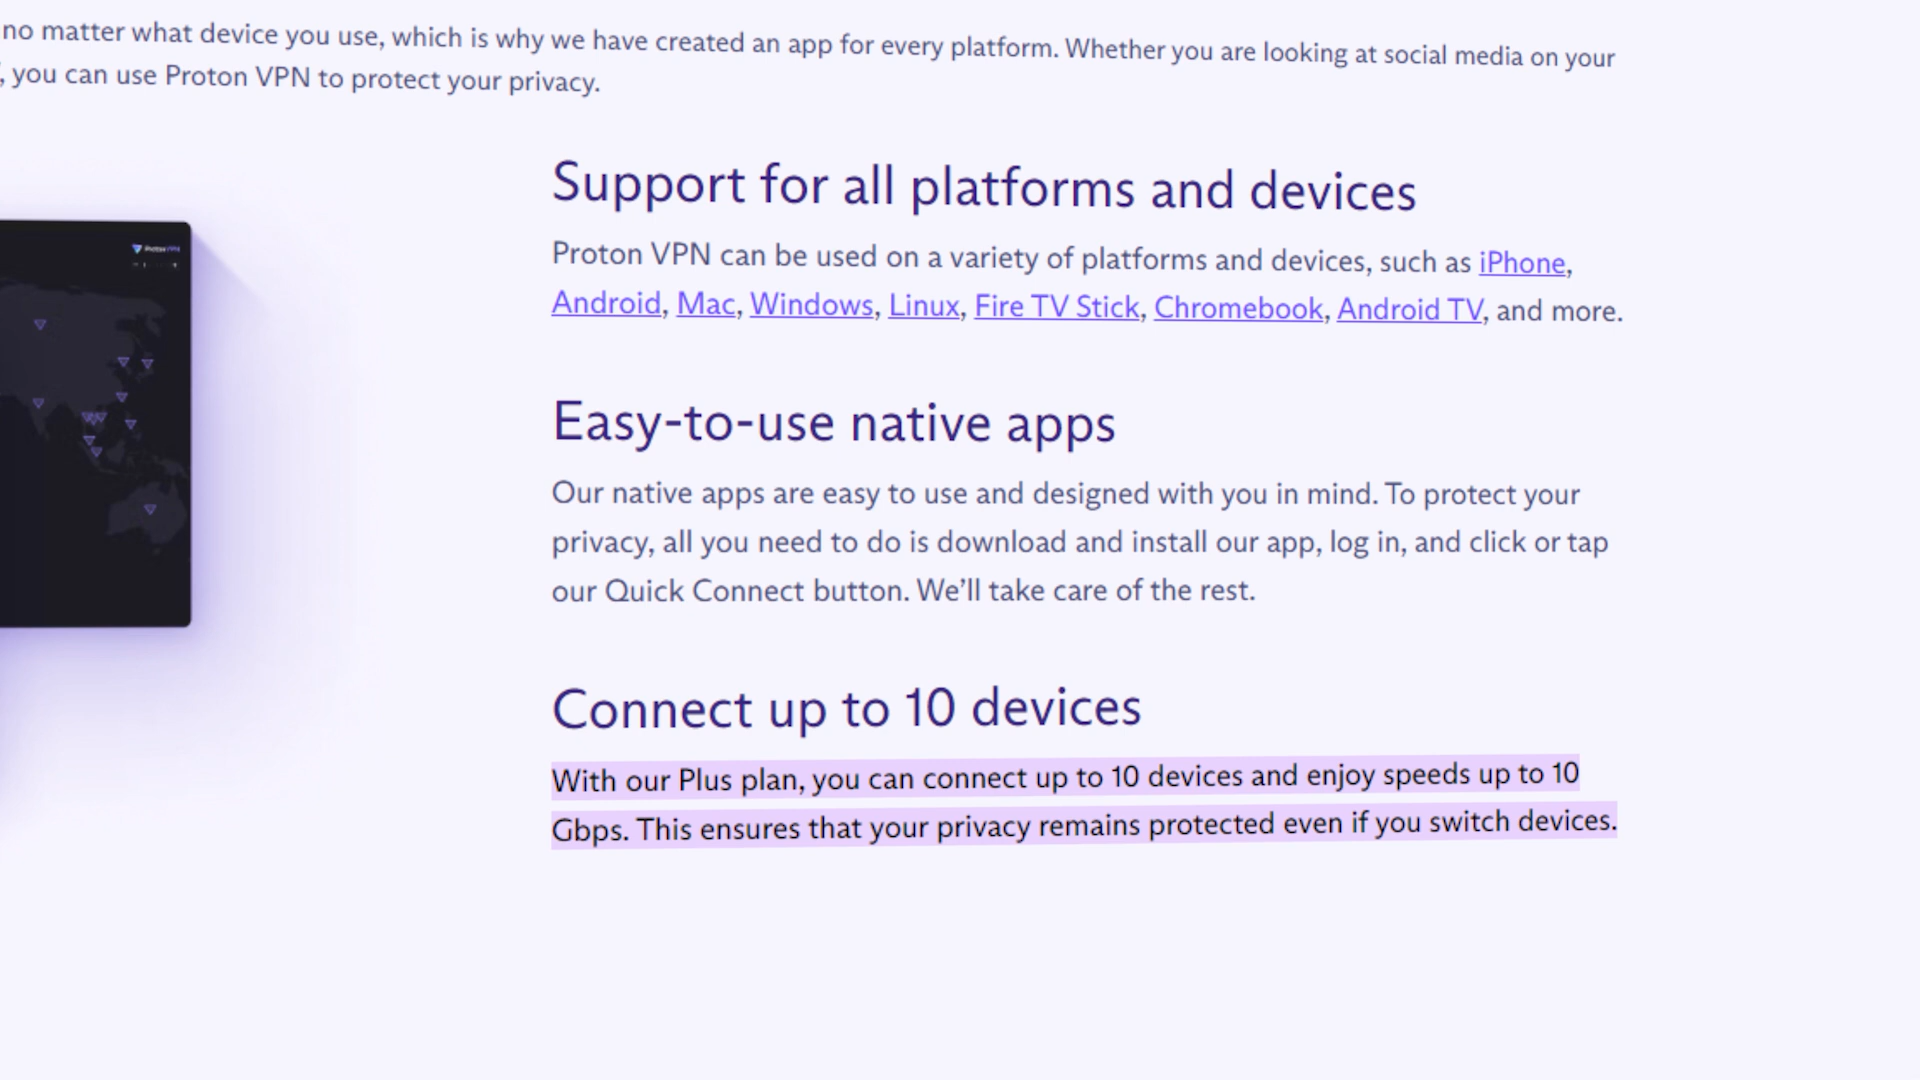 no matter what device you use, which is why we have created an app for every platform. Whether you are looking at social media on your
, you can use Proton VPN to protect your privacy.
Support for all platforms and devices
Proton VPN can be used on a variety of platforms and devices, such as iPhone,
Android, Mac, Windows, Linux, Fire TV Stick, Chromebook, Android TV, and more.
Proton VPN
Easy-to-use native apps
Our native apps are easy to use and designed with you in mind. To protect your
privacy, all you need to do is download and install our app, log in, and click or tap
our Quick Connect button. We’ll take care of the rest.
Connect up to 10 devices
With our Plus plan, you can connect up to 10 devices and enjoy speeds up to 10
Gbps. This ensures that your privacy remains protected even if you switch devices.